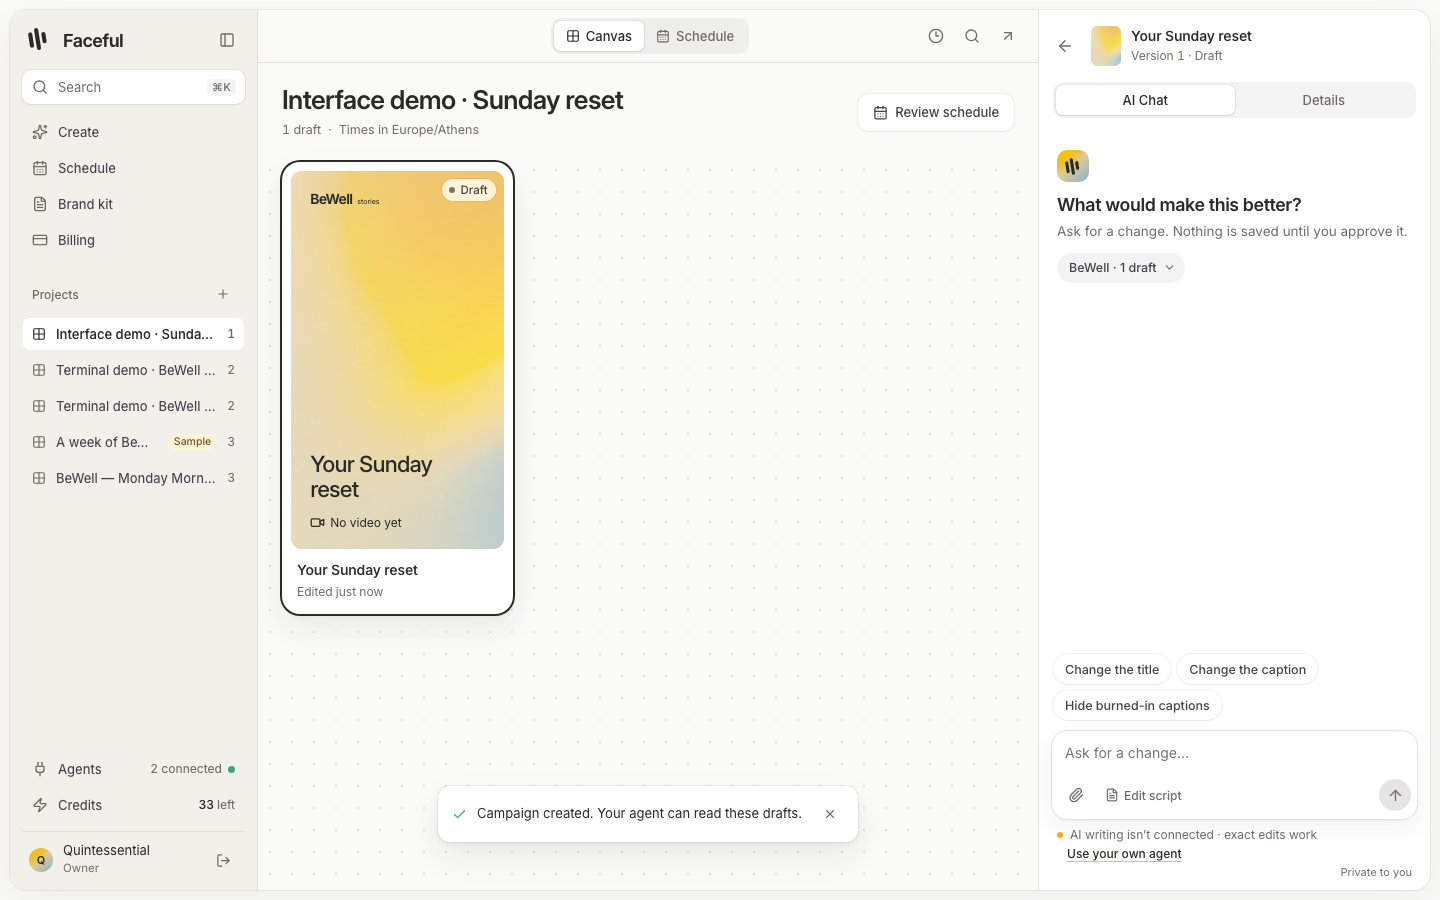 Faceful
Search ⌘K
Create
Schedule
Brand kit
Billing
Projects
Interface demo · Sunda... 1
Terminal demo · BeWell ... 2
Terminal demo · BeWell ... 2
A week of Be... Sample 3
BeWell — Monday Morn... 3
Agents 2 connected
Credits 33 left
Q
Quintessential
Owner
Canvas Schedule
Interface demo · Sunday reset
1 draft · Times in Europe/Athens
Review schedule
Draft
BeWell stories
Your Sunday
reset
No video yet
Your Sunday reset
Edited just now
Campaign created. Your agent can read these drafts.
Your Sunday reset
Version 1 · Draft
AI Chat Details
What would make this better?
Ask for a change. Nothing is saved until you approve it.
BeWell · 1 draft
Change the title Change the caption
Hide burned-in captions
Ask for a change...
Edit script
AI writing isn't connected · exact edits work
Use your own agent
Private to you